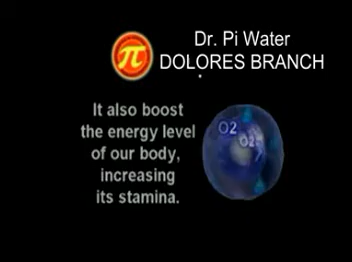 Dr. Pi Water
π
DOLORES BRANCH
It also boost
the energy level
of our body,
increasing
its stamina.
O2
O2